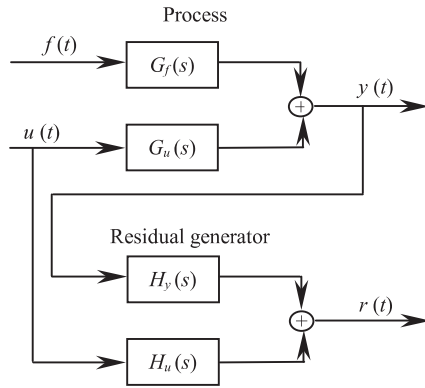 Process
f(t)
G_f(s)
y(t)
+
u(t)
G_u(s)
Residual generator
H_y(s)
r(t)
+
H_u(s)